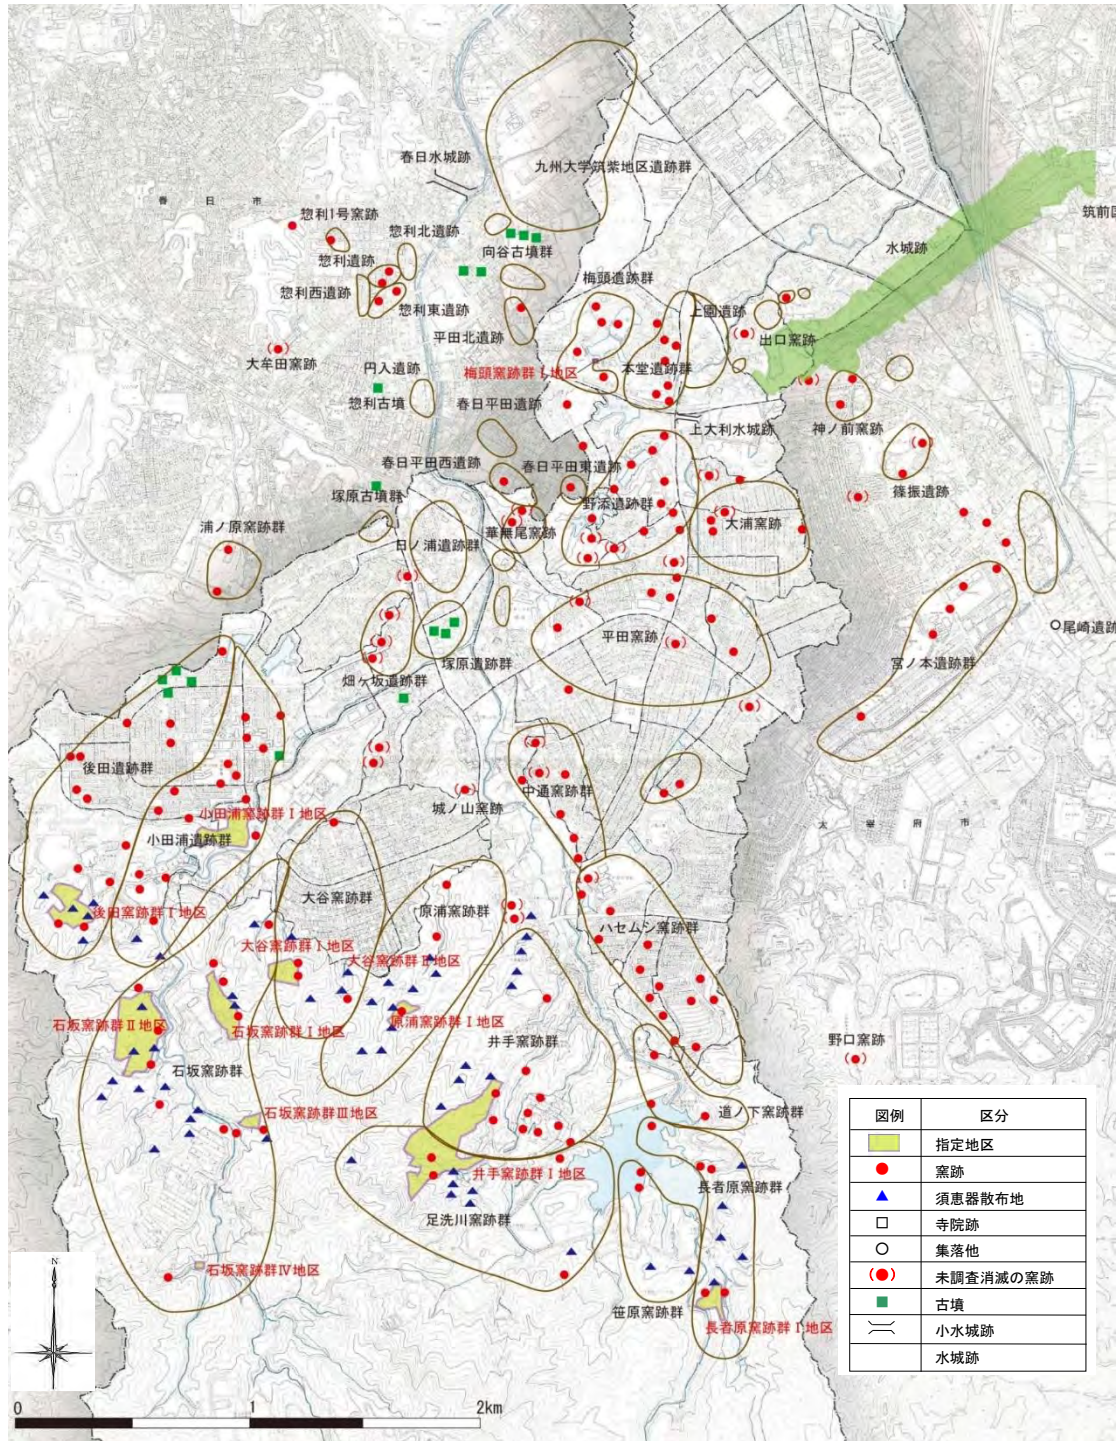 九州大学筑紫地区遺跡群
春日水城跡
春日市
惣利1号窯跡
惣利北遺跡
筑前国
惣利遺跡
向谷古墳群
水城跡
梅頭遺跡群
惣利西遺跡
惣利東遺跡
上園遺跡
平田北遺跡
出口窯跡
大牟田窯跡
円入遺跡
梅頭窯跡群Ⅰ地区
本堂遺跡群
惣利古墳
春日平田遺跡
上大利水城跡
神ノ前窯跡
春日平田西遺跡
春日平田東遺跡
塚原古墳群
野添遺跡群
篠振遺跡
浦ノ原窯跡群
華無尾窯跡
大浦窯跡
日ノ浦遺跡群
尾崎遺跡
平田窯跡
塚原遺跡群
宮ノ本遺跡群
畑ヶ坂遺跡群
後田遺跡群
中通窯跡群
城ノ山窯跡
小田浦窯跡群Ⅰ地区
太宰府市
小田浦遺跡群
大谷窯跡群
原浦窯跡群
後田窯跡群Ⅰ地区
ハセムシ窯跡群
大谷窯跡群Ⅰ地区
大谷窯跡群Ⅱ地区
石坂窯跡群Ⅱ地区
石坂窯跡群Ⅰ地区
原浦窯跡群Ⅰ地区
井手窯跡群
野口窯跡
石坂窯跡群
石坂窯跡群Ⅲ地区
道ノ下窯跡群
井手窯跡群Ⅰ地区
長者原窯跡群
足洗川窯跡群
石坂窯跡群Ⅳ地区
笹原窯跡群
長者原窯跡群Ⅰ地区
図例 区分
指定地区
窯跡
須恵器散布地
寺院跡
集落他
( ) 未調査消滅の窯跡
古墳
小水城跡
水城跡
N
0 1 2km